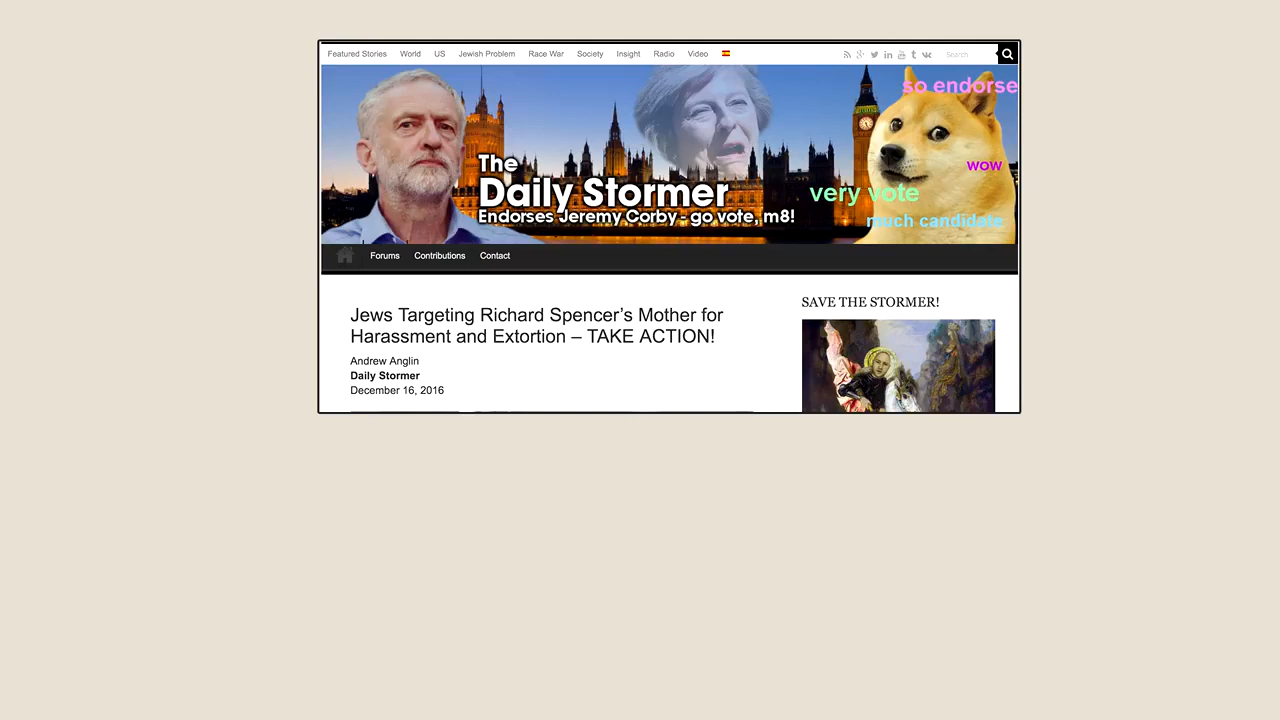 Featured Stories World US Jewish Problem Race War Society Insight Radio Video Search
so endorse
wow
The
Daily Stormer
very vote
Endorses Jeremy Corby - go vote, m8!
much candidate
Forums Contributions Contact
Jews Targeting Richard Spencer’s Mother for
Harassment and Extortion – TAKE ACTION!
Andrew Anglin
Daily Stormer
December 16, 2016
SAVE THE STORMER!